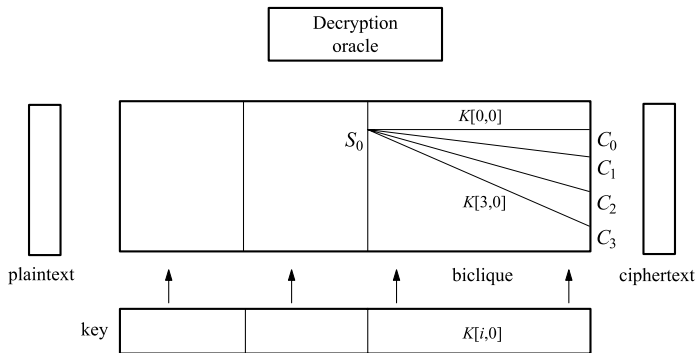 Decryption
oracle
K[0,0]
S0
C0
C1
K[3,0]
C2
C3
plaintext
biclique
ciphertext
key
K[i,0]